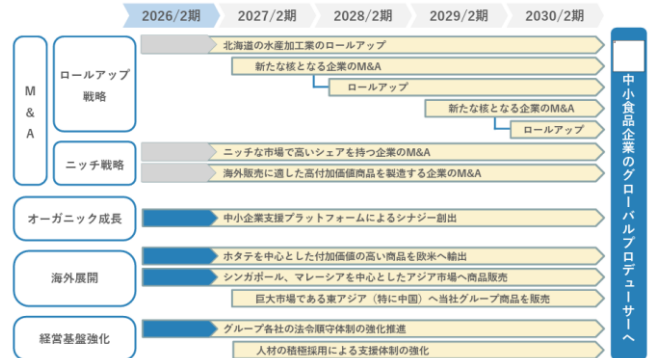 2026/2期
2027/2期
2028/2期
2029/2期
2030/2期
M
&
A
ロールアップ
戦略
北海道の水産加工業のロールアップ
新たな核となる企業のM&A
ロールアップ
新たな核となる企業のM&A
ロールアップ
ニッチ戦略
ニッチな市場で高いシェアを持つ企業のM&A
海外販売に適した高付加価値商品を製造する企業のM&A
オーガニック成長
中小企業支援プラットフォームによるシナジー創出
海外展開
ホタテを中心とした付加価値の高い商品を欧米へ輸出
シンガポール、マレーシアを中心としたアジア市場へ商品販売
巨大市場である東アジア（特に中国）へ当社グループ商品を販売
経営基盤強化
グループ各社の法令順守体制の強化推進
人材の積極採用による支援体制の強化
中小食品企業のグローバルプロデューサーへ